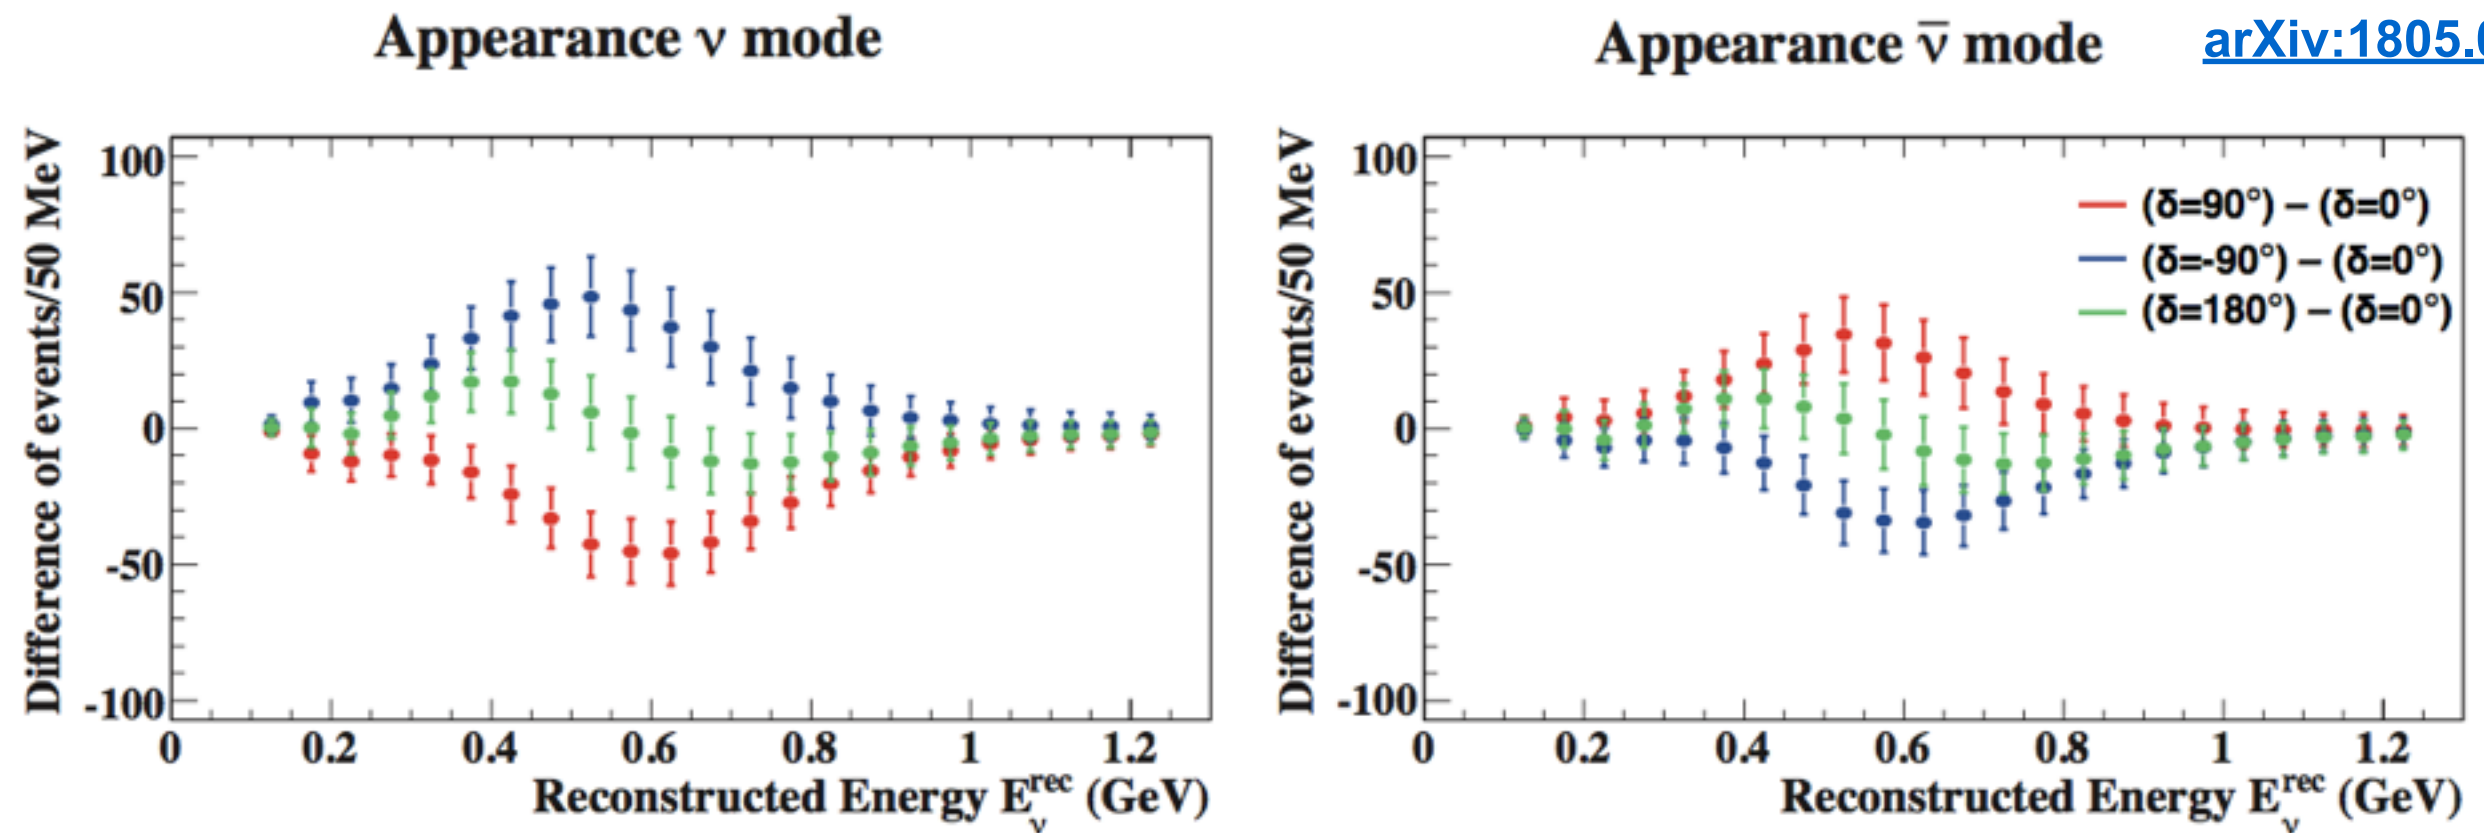 Appearance ν mode
Difference of events/50 MeV
100
50
0
-50
-100
0 0.2 0.4 0.6 0.8 1 1.2
Reconstructed Energy E_ν^rec (GeV)
Appearance ν̄ mode
arXiv:1805.
Difference of events/50 MeV
100
50
0
-50
-100
(δ=90°) – (δ=0°)
(δ=-90°) – (δ=0°)
(δ=180°) – (δ=0°)
0 0.2 0.4 0.6 0.8 1 1.2
Reconstructed Energy E_ν^rec (GeV)